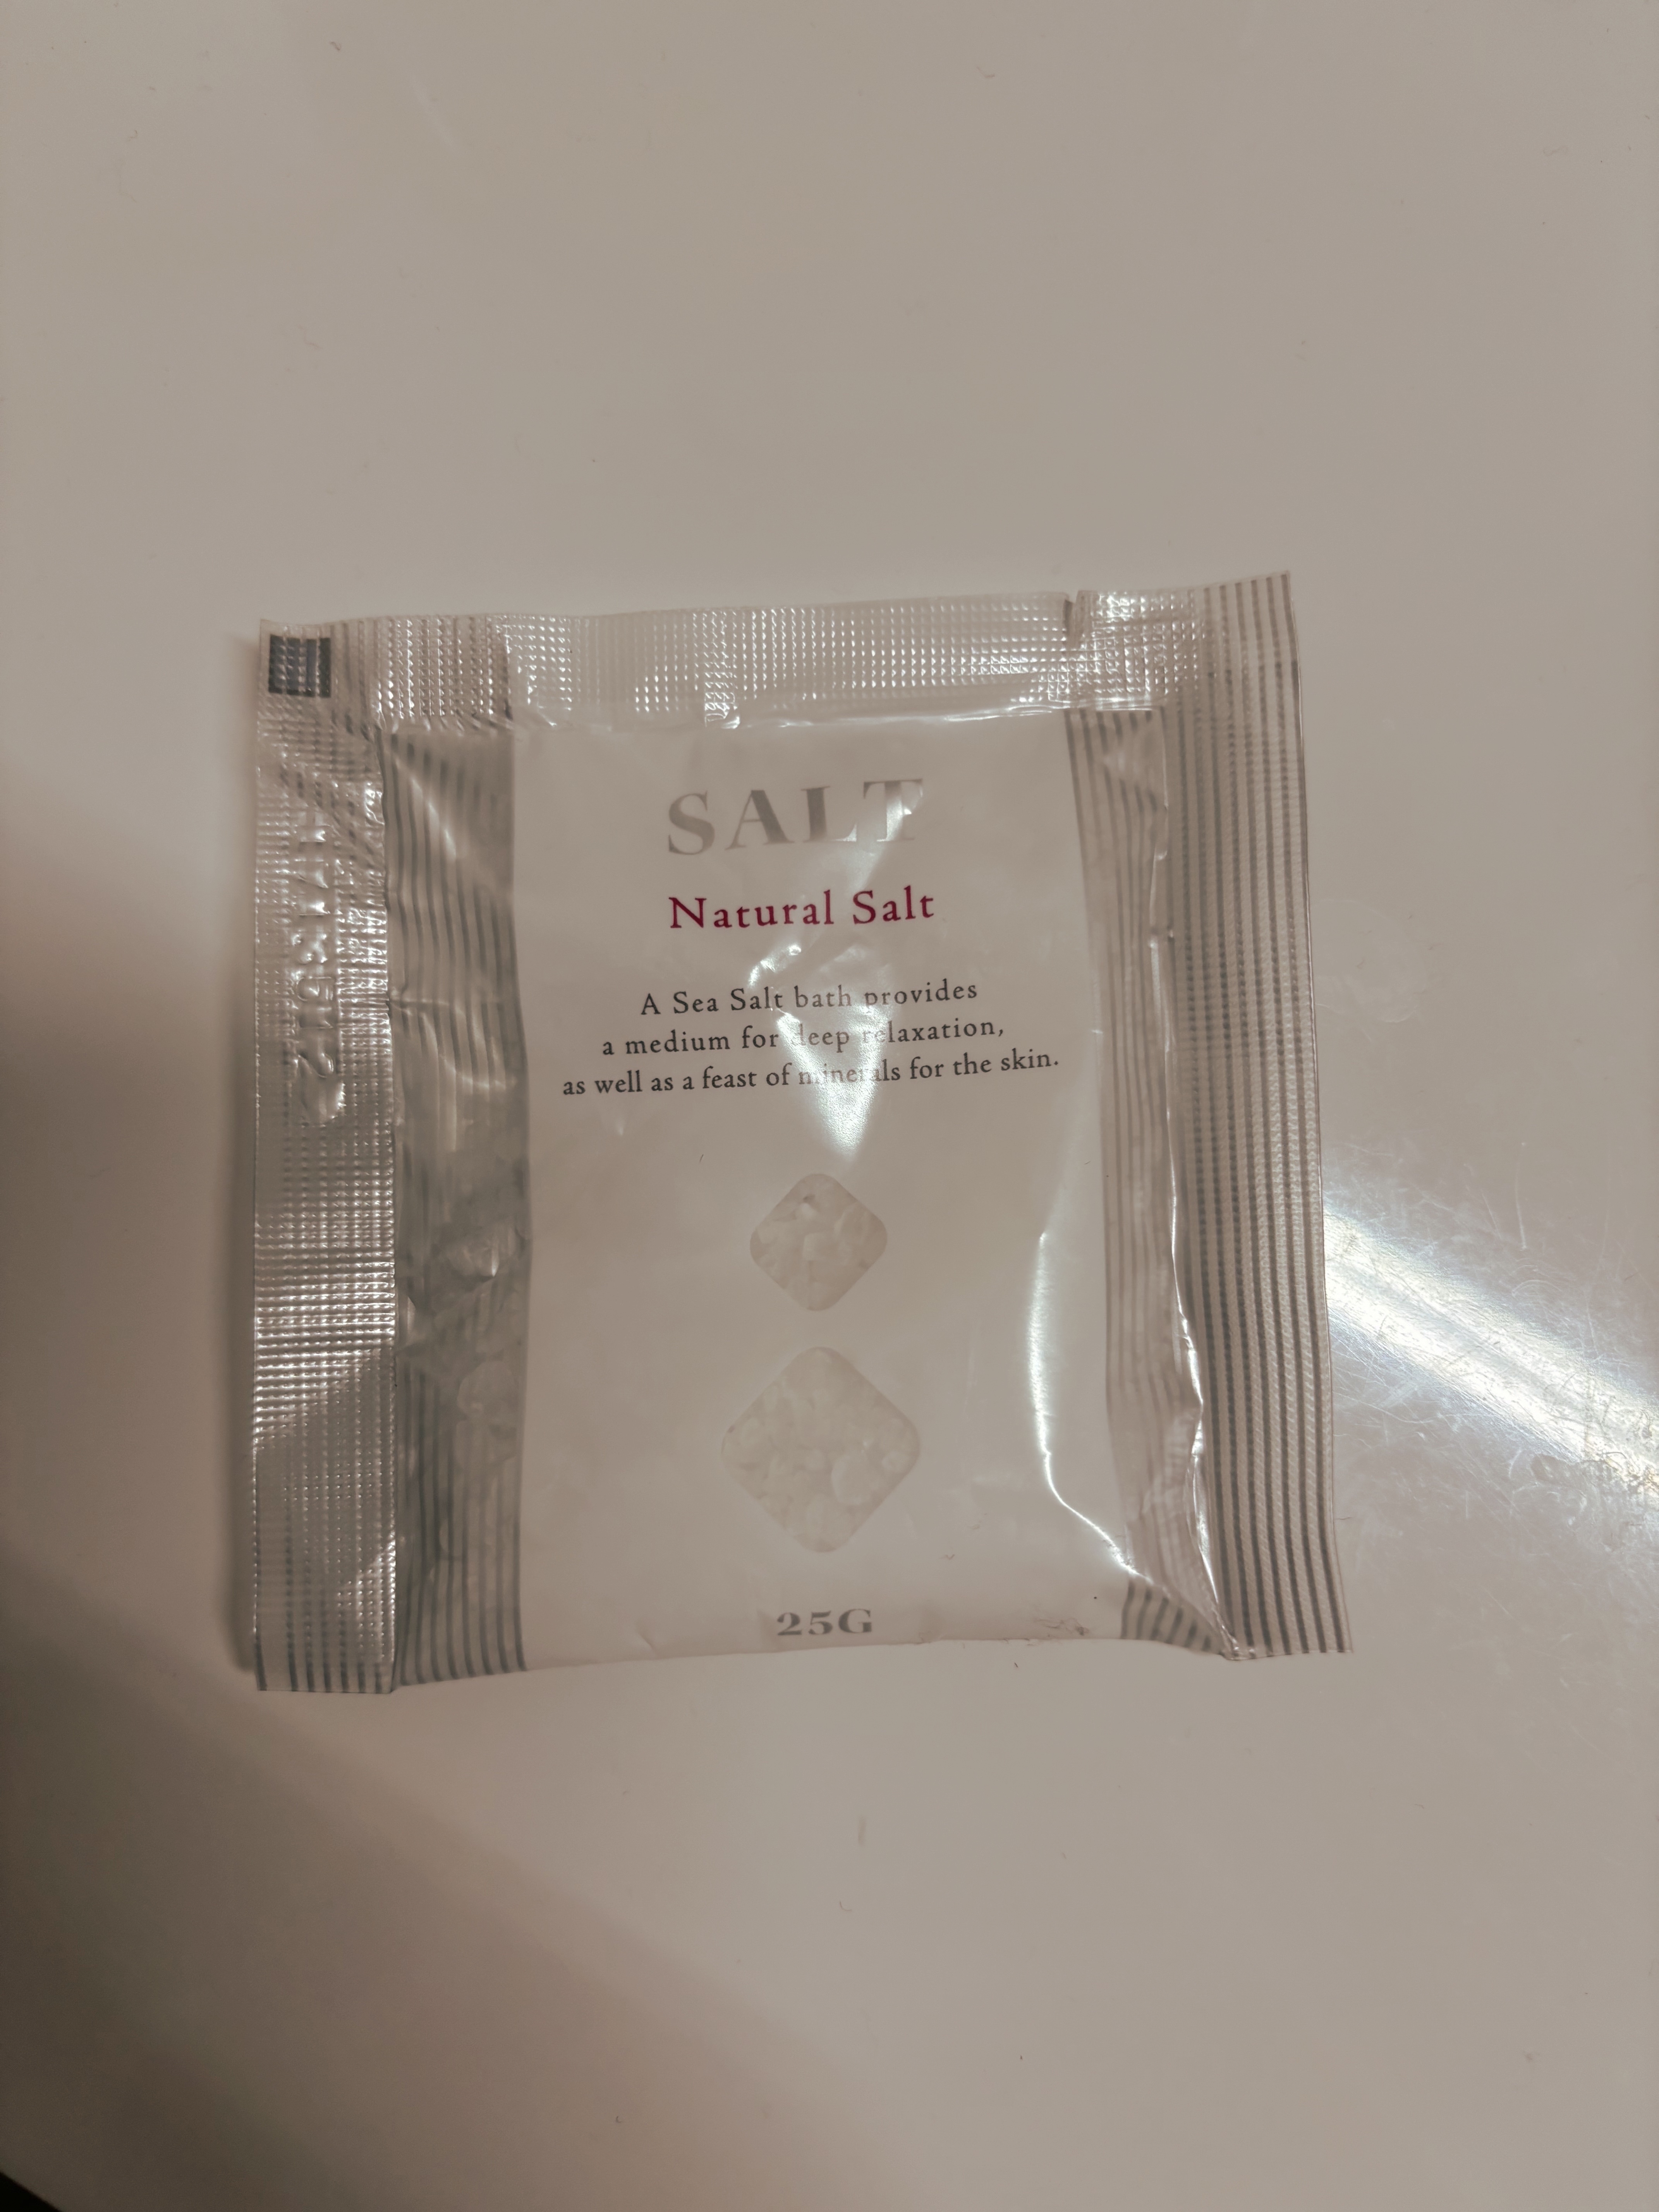 SALT
Natural Salt
A Sea Salt bath provides
a medium for deep relaxation,
as well as a feast of minerals for the skin.
25G